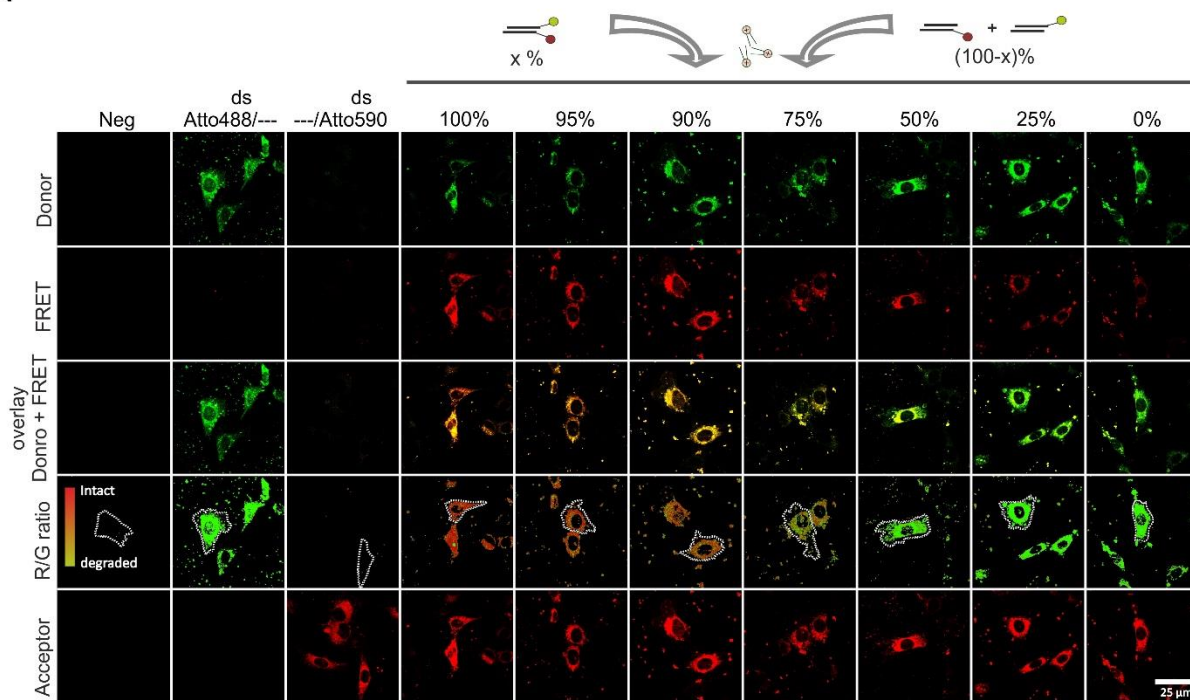 x %
+
(100-x)%
Neg
ds
Atto488/---
ds
---/Atto590
100%
95%
90%
75%
50%
25%
0%
Donor
FRET
overlay
Donro + FRET
R/G ratio
Intact
degraded
Acceptor
25 µm